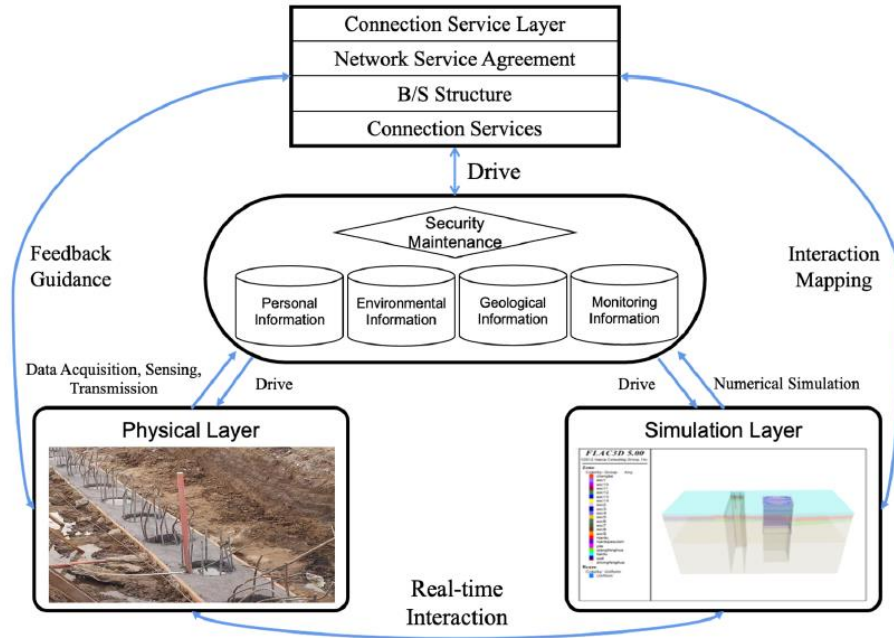 Connection Service Layer
Network Service Agreement
B/S Structure
Connection Services
Drive
Security
Maintenance
Feedback
Guidance
Interaction
Mapping
Personal
Information
Environmental
Information
Geological
Information
Monitoring
Information
Data Acquisition, Sensing,
Transmission
Drive
Drive
Numerical Simulation
Physical Layer
Simulation Layer
FLAC3D 5.00
Real-time
Interaction